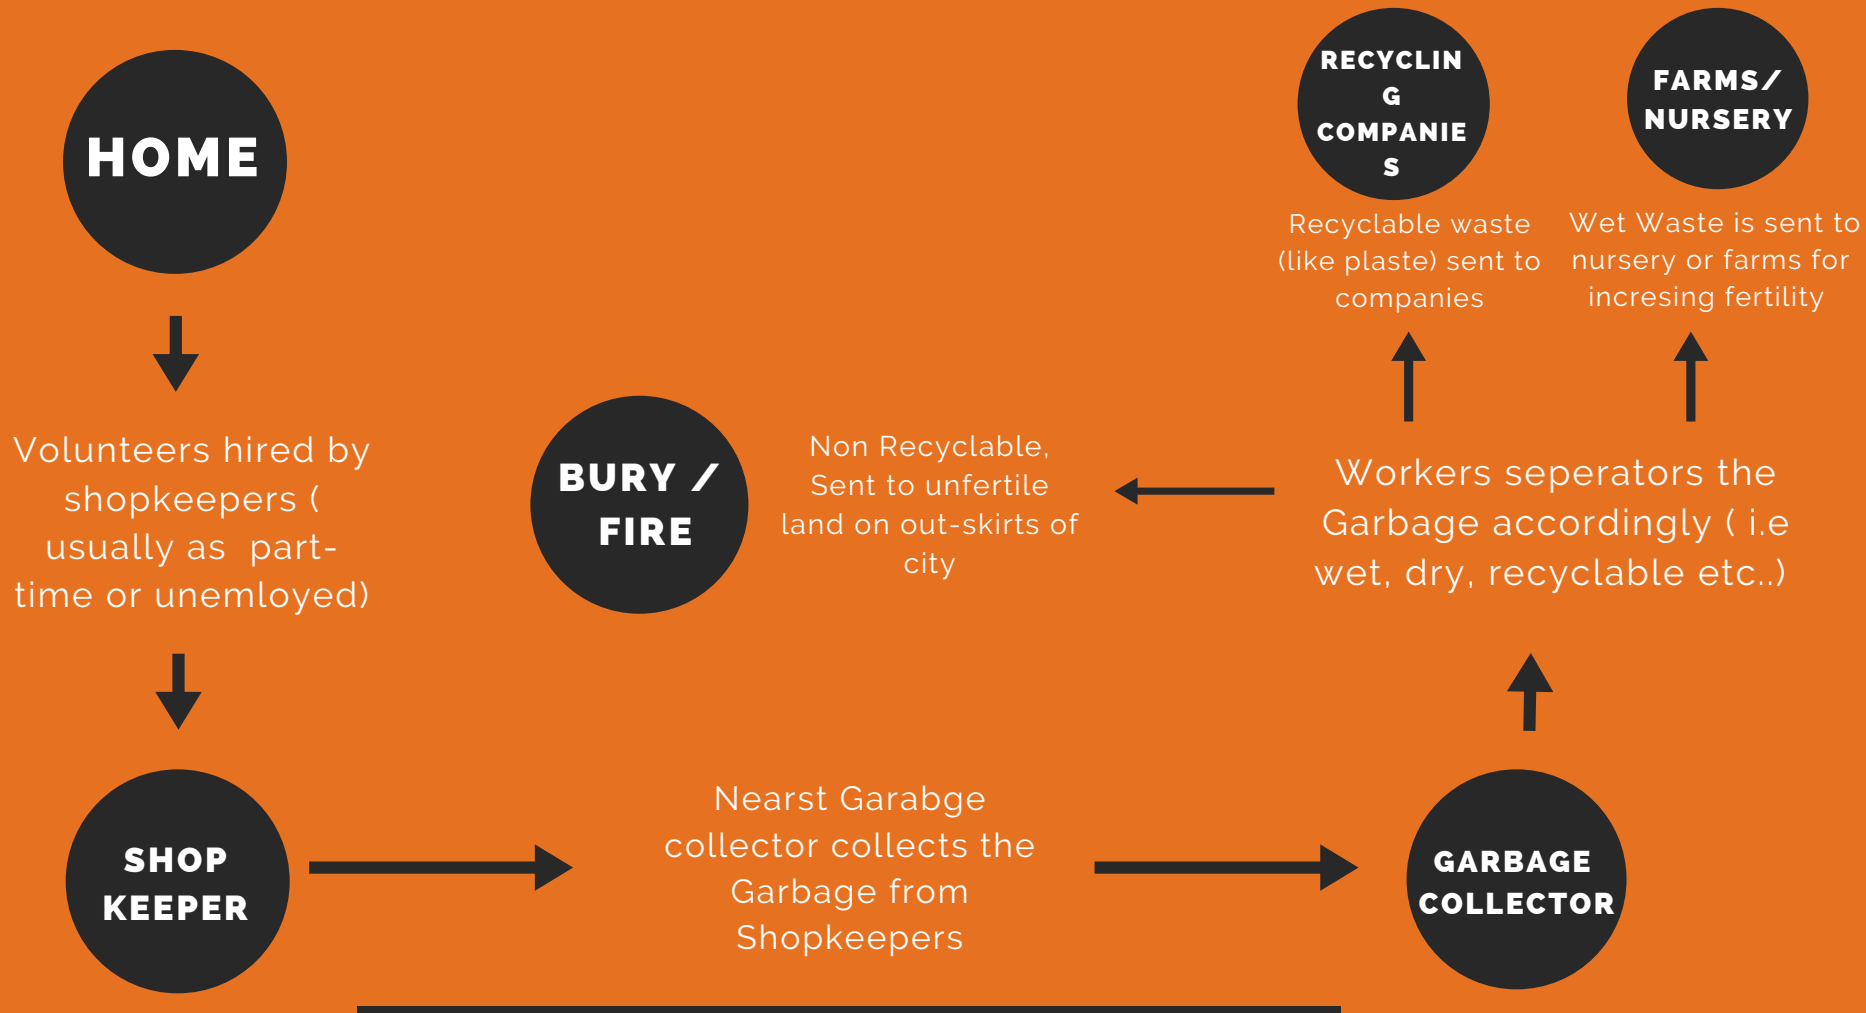 HOME
Volunteers hired by
shopkeepers (
usually as part-
time or unemloyed)
SHOP
KEEPER
Nearst Garabge
collector collects the
Garbage from
Shopkeepers
GARBAGE
COLLECTOR
Workers seperators the
Garbage accordingly ( i.e
wet, dry, recyclable etc..)
BURY /
FIRE
Non Recyclable,
Sent to unfertile
land on out-skirts of
city
RECYCLIN
G
COMPANIE
S
Recyclable waste
(like plaste) sent to
companies
FARMS/
NURSERY
Wet Waste is sent to
nursery or farms for
incresing fertility